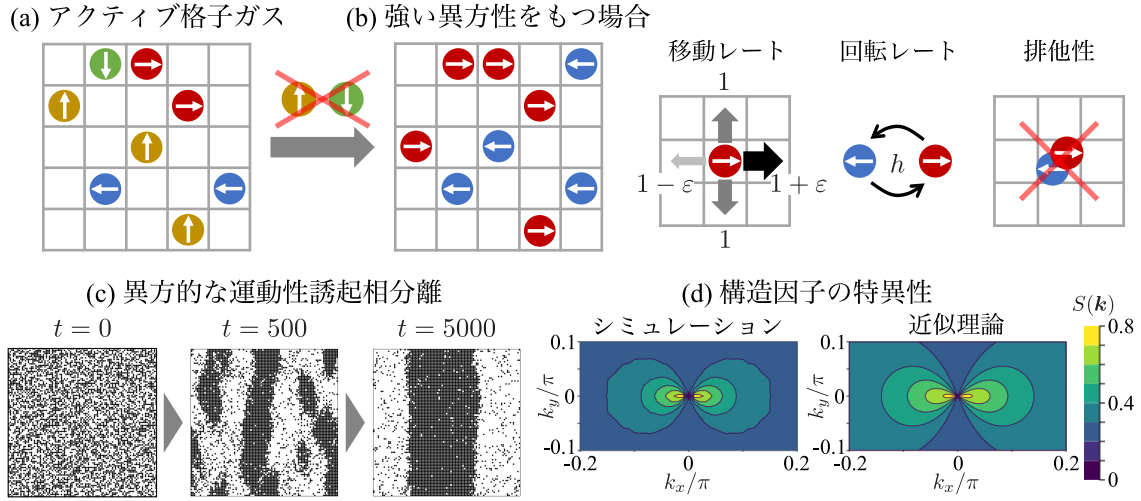 (a) アクティブ格子ガス
(b) 強い異方性をもつ場合
移動レート
回転レート
排他性
1
1 − ε
1 + ε
1
h
(c) 異方的な運動性誘起相分離
t = 0
t = 500
t = 5000
(d) 構造因子の特異性
シミュレーション
近似理論
S(k)
0.8
0.4
0
0.1
0
-0.1
k_y/π
-0.2
0
0.2
k_x/π
0.1
0
-0.1
k_y/π
-0.2
0
0.2
k_x/π